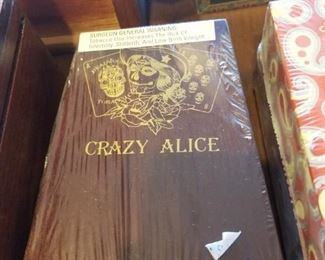 SURGEON GENERAL WARNING:
Tobacco Use Increases The Risk Of
Infertility, Stillbirth, And Low Birth Weight
CRAZY ALICE